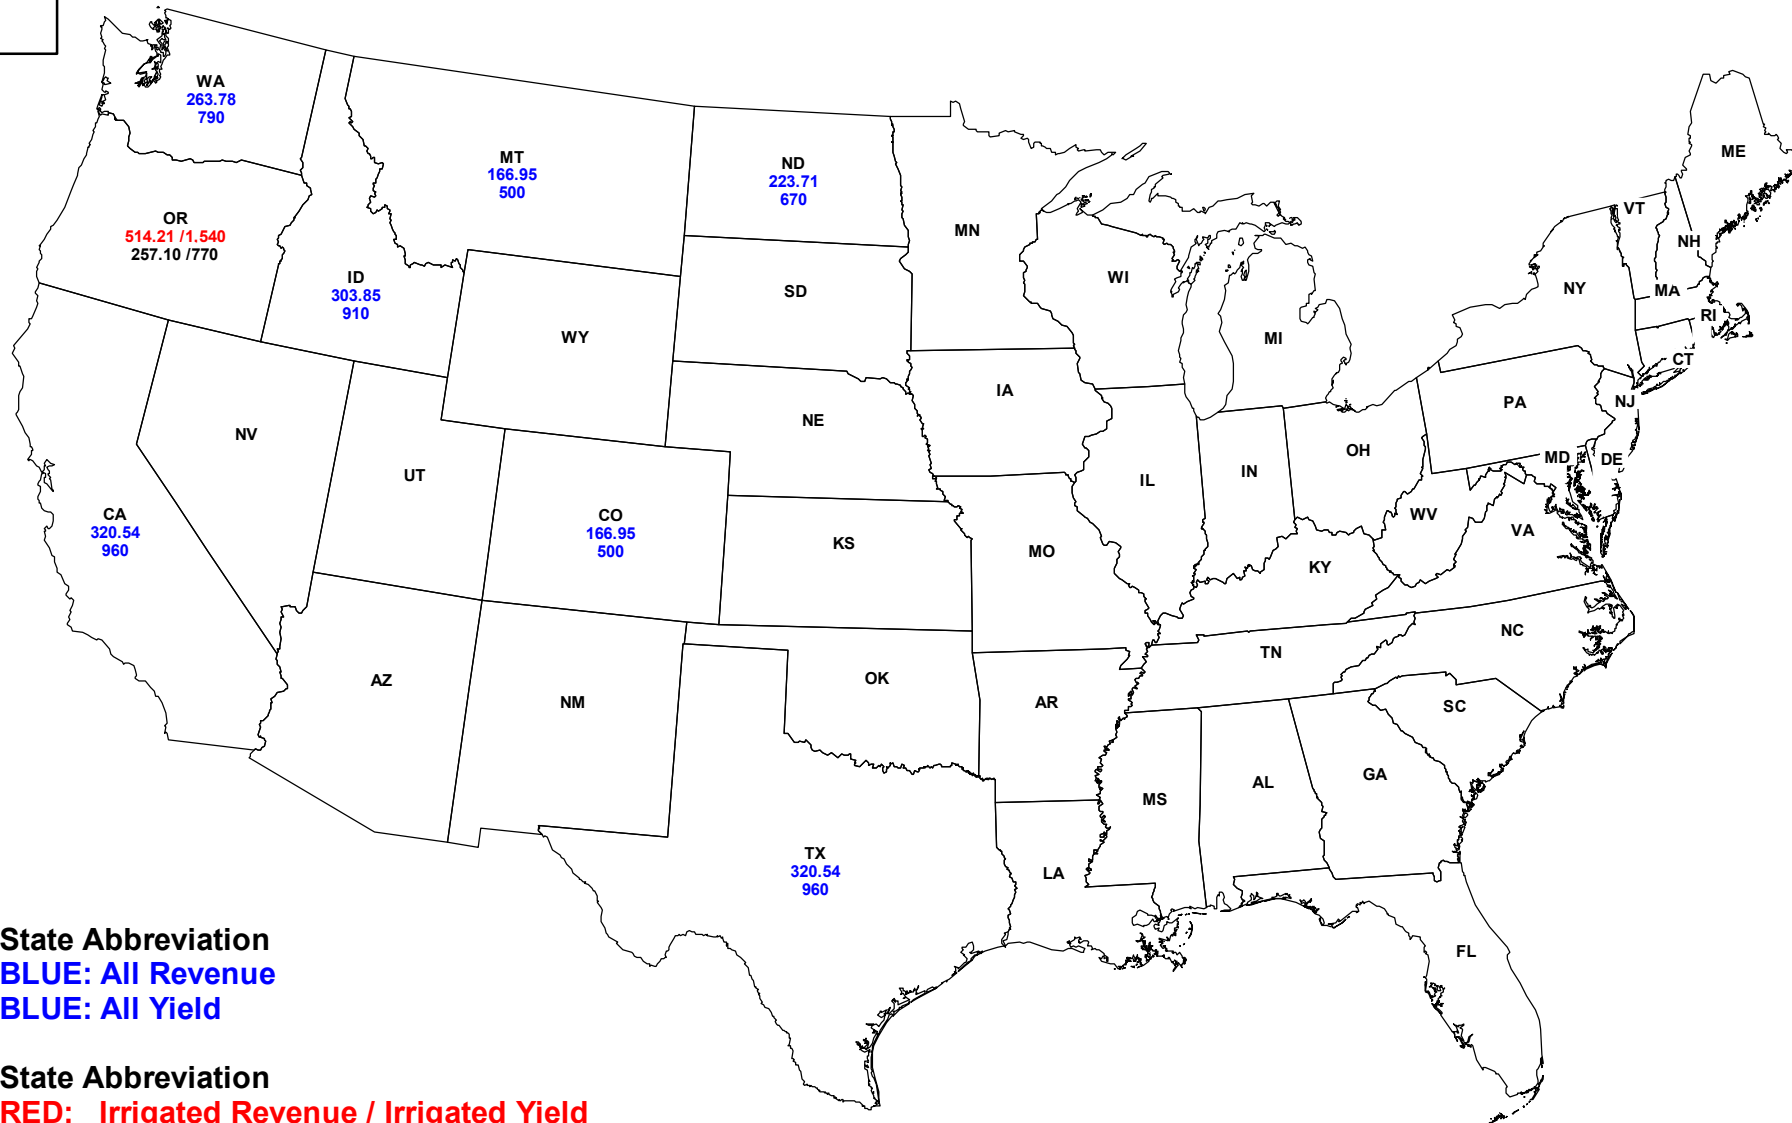 WA
263.78
790
MT
166.95
500
ND
223.71
670
ME
OR
514.21 /1,540
257.10 /770
VT
MN
NH
ID
303.85
910
WI
SD
NY
MA
RI
WY
MI
CT
IA
NE
PA
NJ
NV
OH
MD
DE
UT
IN
IL
CA
320.54
960
CO
166.95
500
WV
VA
KS
MO
KY
NC
TN
AZ
OK
NM
AR
SC
GA
AL
MS
TX
320.54
960
LA
FL
State Abbreviation
BLUE: All Revenue
BLUE: All Yield
State Abbreviation
RED: Irrigated Revenue / Irrigated Yield